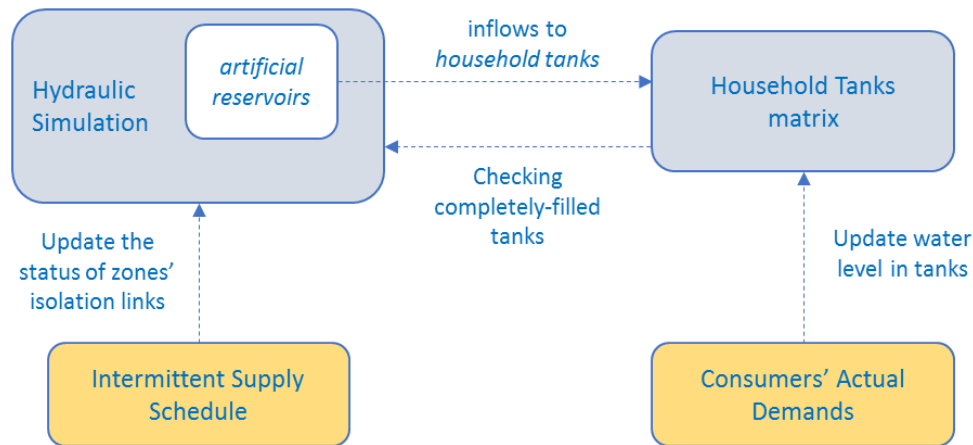 Hydraulic
Simulation
artificial
reservoirs
inflows to
household tanks
Household Tanks
matrix
Checking
completely-filled
tanks
Update the
status of zones’
isolation links
Update water
level in tanks
Intermittent Supply
Schedule
Consumers’ Actual
Demands